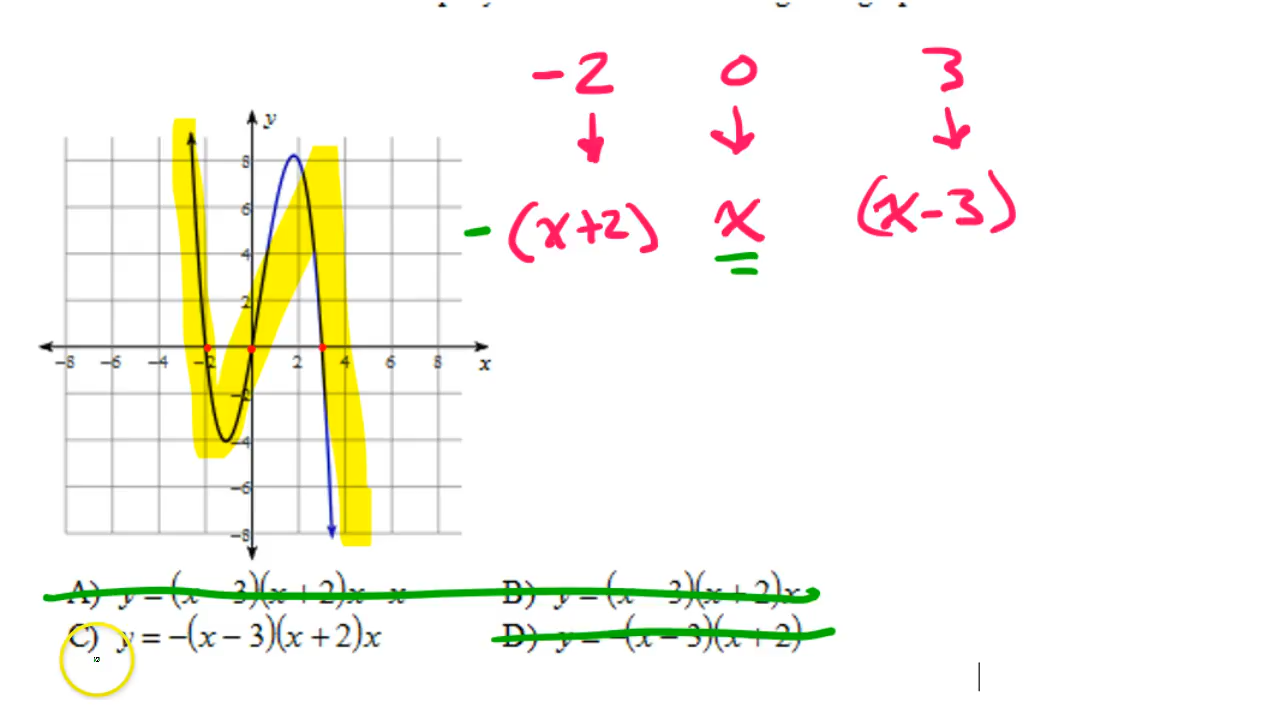 -2 0 3
-(x+2) x (x-3)
y
8
6
4
2
-8 -6 -4 -2 2 4 6 8 x
-2
-4
-6
-8
A) y = (x - 3)(x + 2)x · x B) y = (x - 3)(x + 2)x
C) y = -(x - 3)(x + 2)x D) y = -(x - 3)(x + 2)